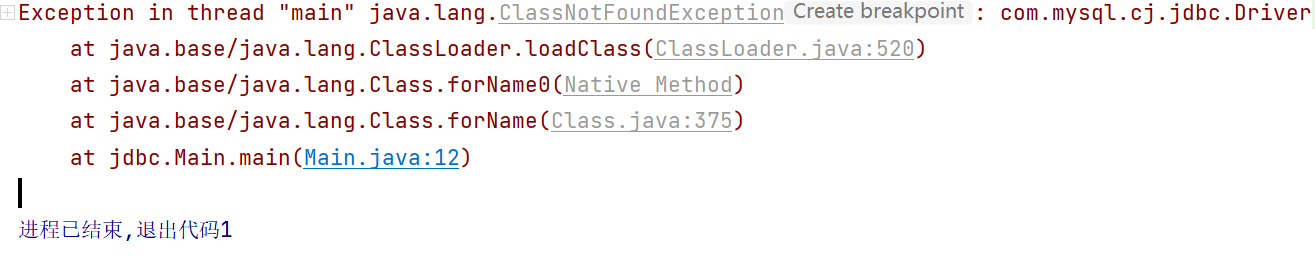 Exception in thread "main" java.lang.ClassNotFoundException Create breakpoint : com.mysql.cj.jdbc.Driver
at java.base/java.lang.ClassLoader.loadClass(ClassLoader.java:520)
at java.base/java.lang.Class.forName0(Native Method)
at java.base/java.lang.Class.forName(Class.java:375)
at jdbc.Main.main(Main.java:12)
进程已结束,退出代码1